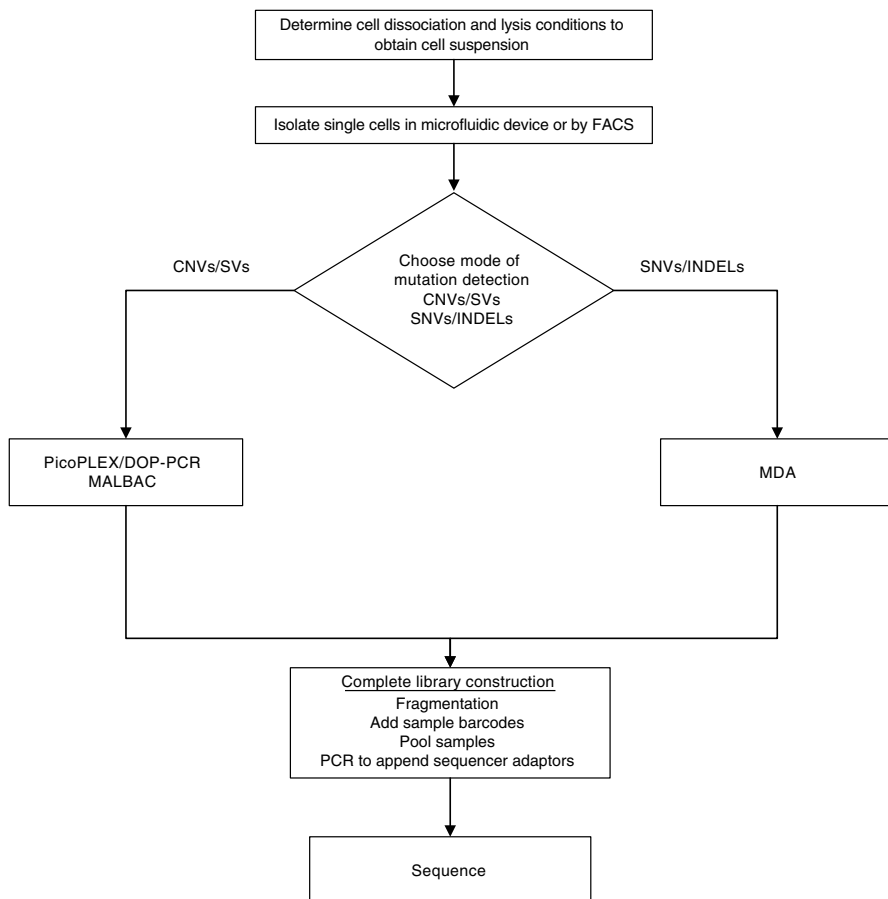 Determine cell dissociation and lysis conditions to
obtain cell suspension
Isolate single cells in microfluidic device or by FACS
Choose mode of
mutation detection
CNVs/SVs
SNVs/INDELs
CNVs/SVs
SNVs/INDELs
PicoPLEX/DOP-PCR
MALBAC
MDA
Complete library construction
Fragmentation
Add sample barcodes
Pool samples
PCR to append sequencer adaptors
Sequence